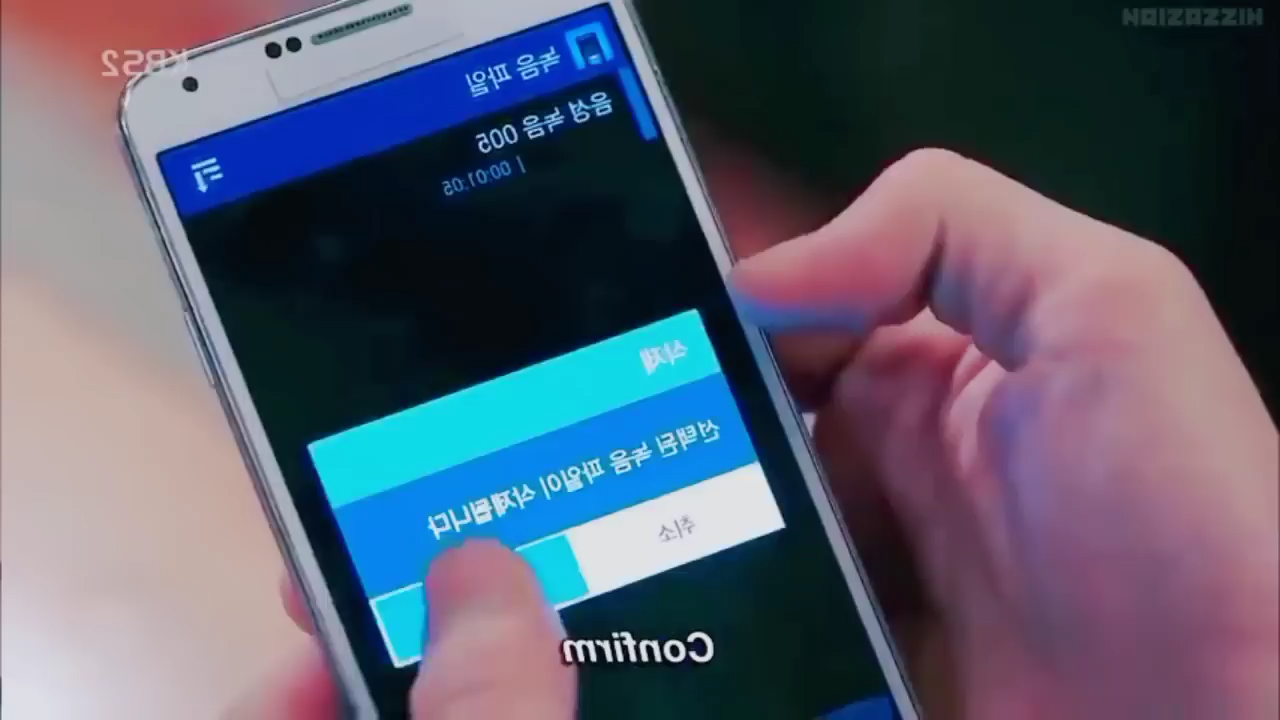 NAIZAZZIN
KBS2
녹음 파일
음성 녹음 005
| 00:01:05
삭제
선택된 녹음 파일이 삭제됩니다
취소
Confirm